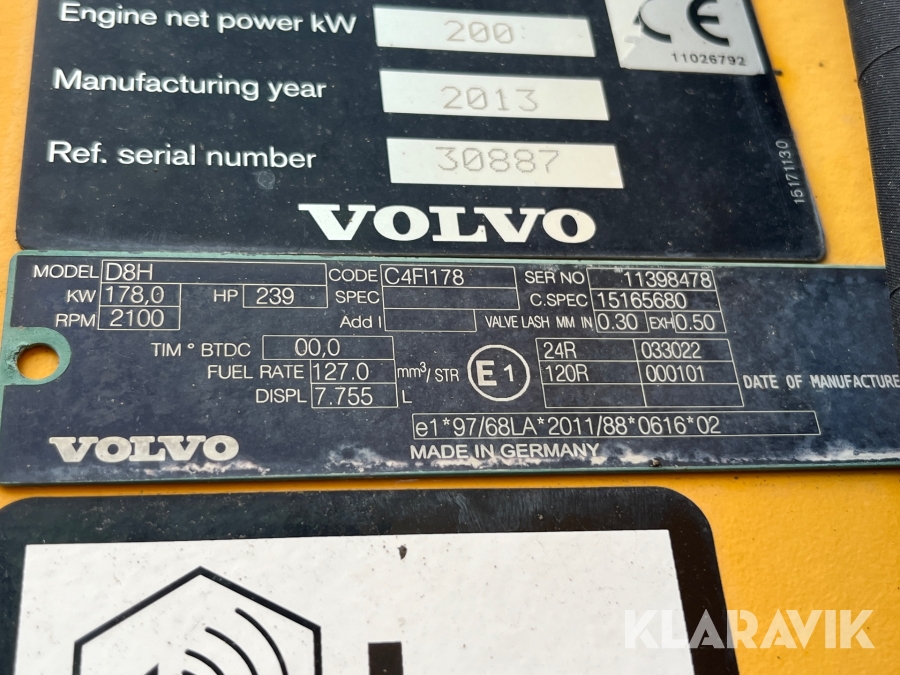 Engine net power kW 200
CE
11026792
Manufacturing year 2013
Ref. serial number 30887
15171130
VOLVO
MODEL D8H CODE C4FI178 SER NO 11398478
KW 178,0 HP 239 SPEC C.SPEC 15165680
RPM 2100 Add I VALVE LASH MM IN 0.30 EXH 0.50
TIM ° BTDC 00,0 24R 033022
FUEL RATE 127.0 mm³/STR E1 120R 000101 DATE OF MANUFACTURE
DISPL 7.755 L
e1*97/68LA*2011/88*0616*02
VOLVO MADE IN GERMANY
KLARAVIK